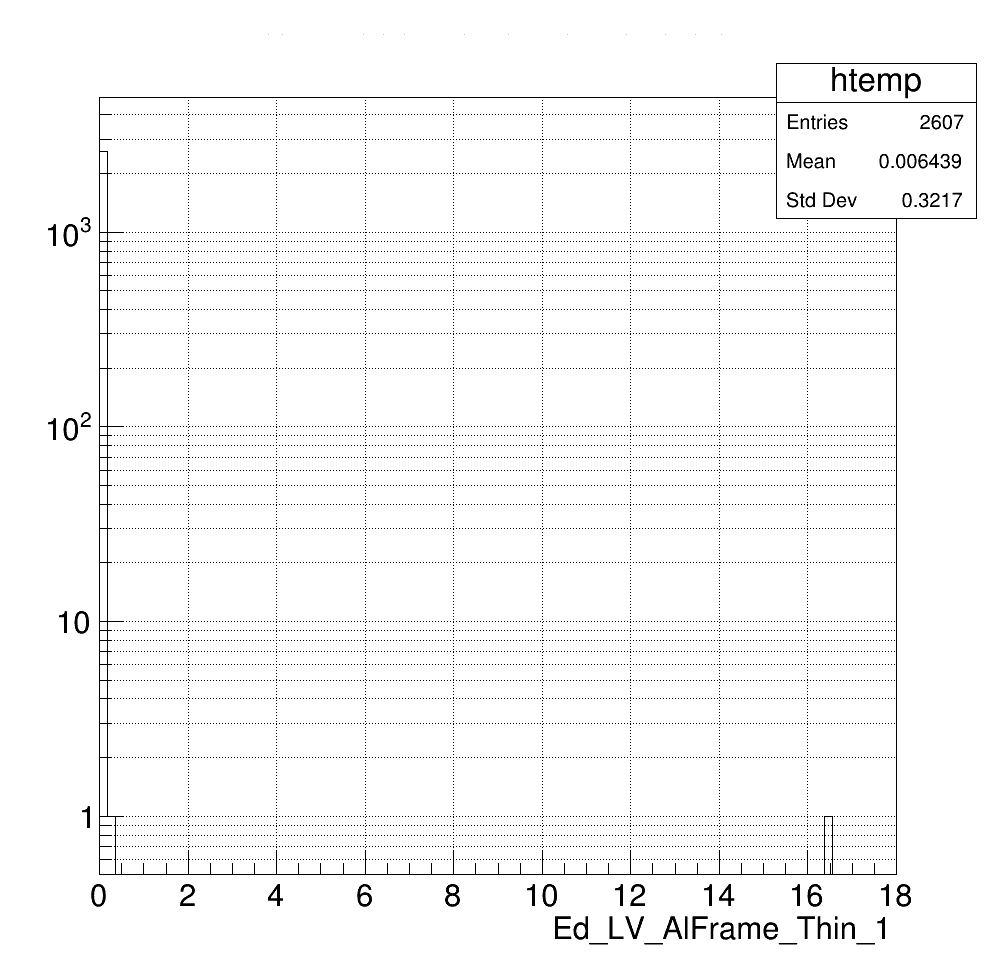 htemp
Entries 2607
Mean 0.006439
Std Dev 0.3217
10³
10²
10
1
0 2 4 6 8 10 12 14 16 18
Ed_LV_AlFrame_Thin_1